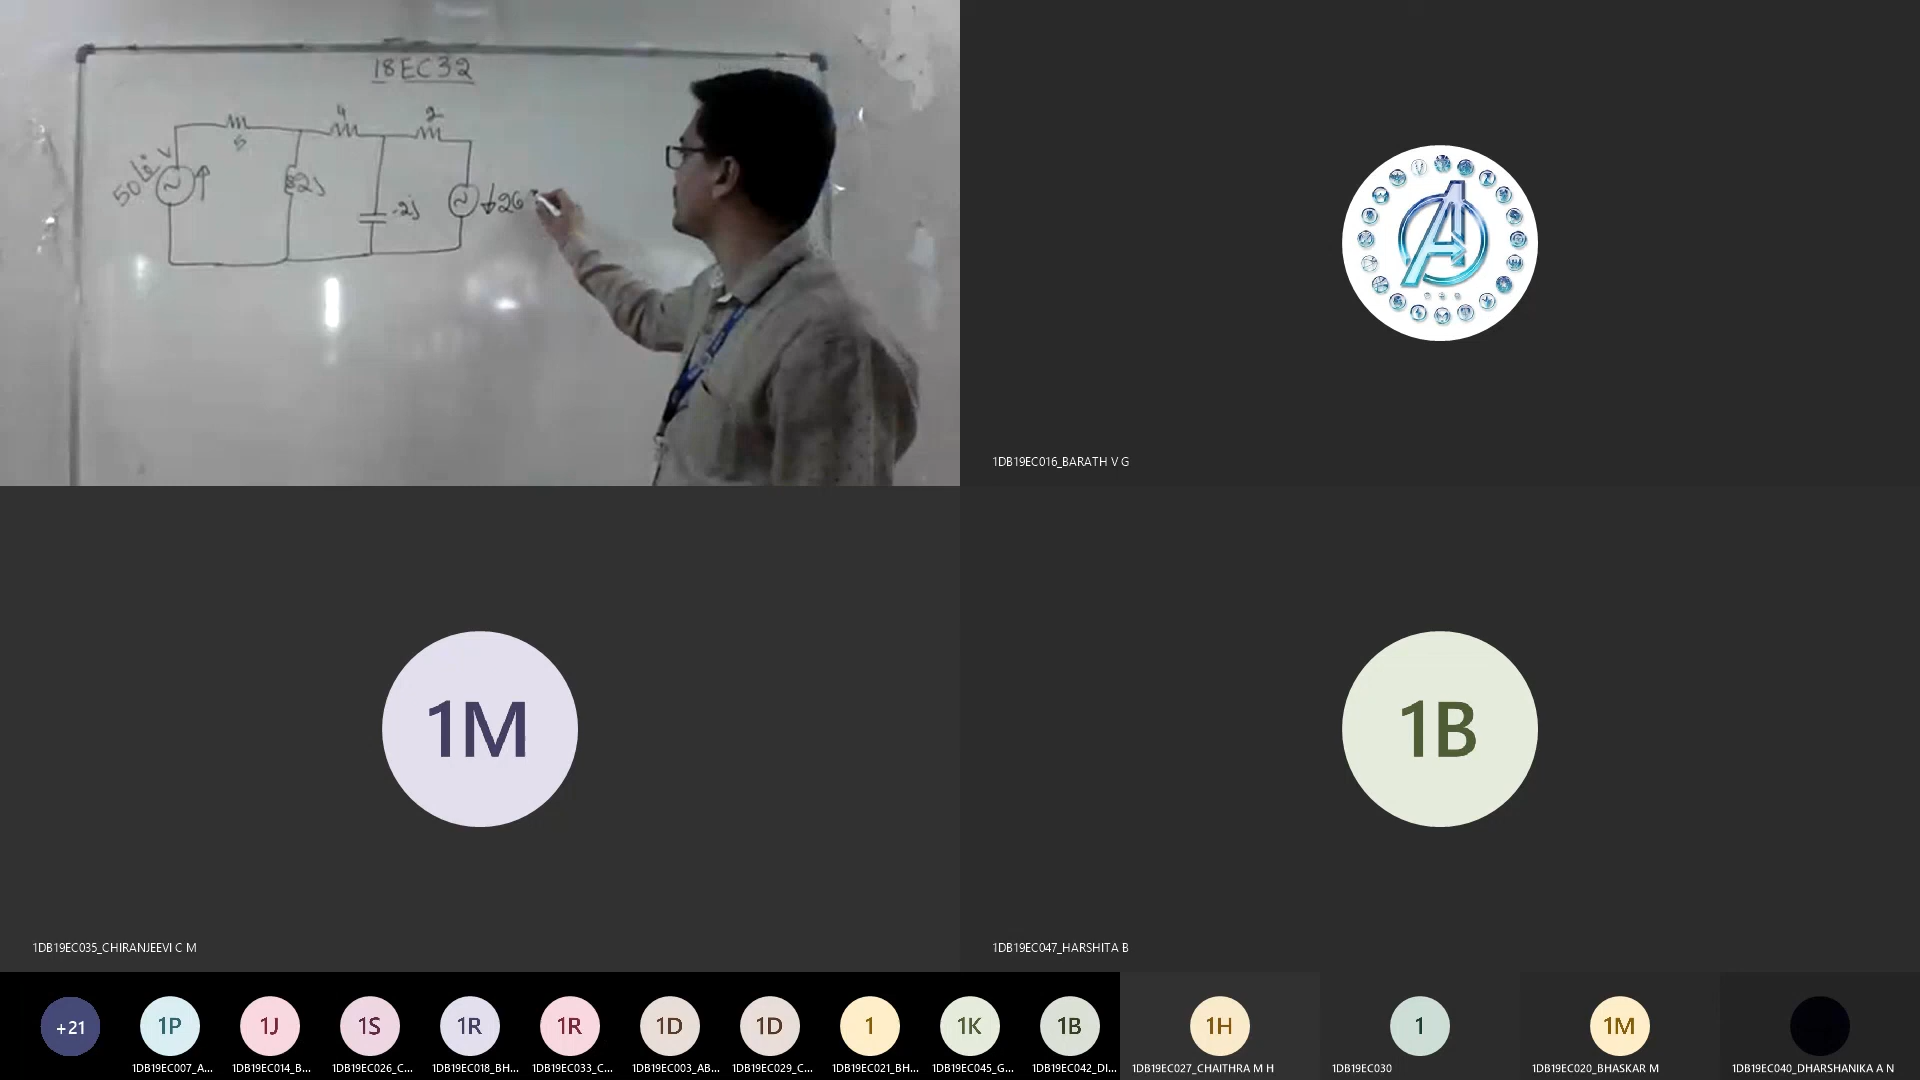 18EC32
4
2
5
50
V
2j
-2j
26
A
1DB19EC016_BARATH V G
1M
1B
1DB19EC035_CHIRANJEEVI C M
1DB19EC047_HARSHITA B
+21
1P
1J
1S
1R
1R
1D
1D
1
1K
1B
1H
1
1M
1DB19EC007_A...
1DB19EC014_B...
1DB19EC026_C...
1DB19EC018_BH...
1DB19EC033_C...
1DB19EC003_AB...
1DB19EC029_C...
1DB19EC021_BH...
1DB19EC045_G...
1DB19EC042_DI...
1DB19EC027_CHAITHRA M H
1DB19EC030
1DB19EC020_BHASKAR M
1DB19EC040_DHARSHANIKA A N